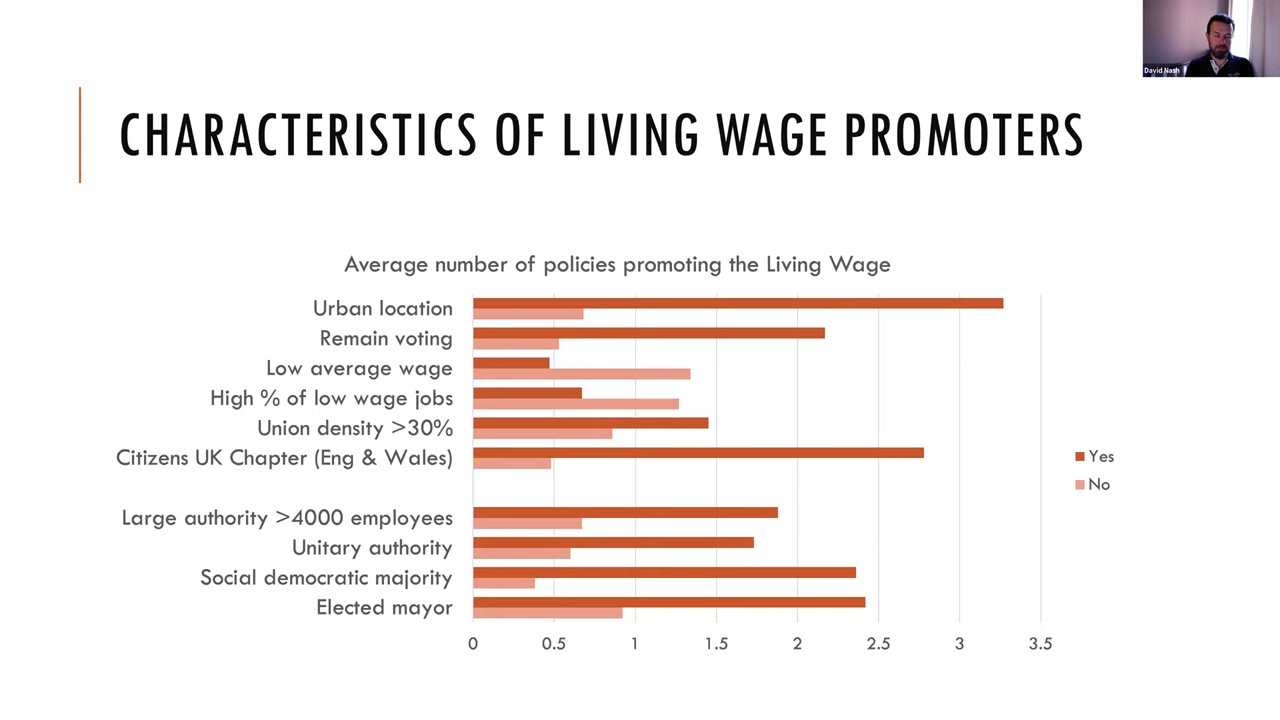 David Nash
CHARACTERISTICS OF LIVING WAGE PROMOTERS
Average number of policies promoting the Living Wage
Urban location
Remain voting
Low average wage
High % of low wage jobs
Union density >30%
Citizens UK Chapter (Eng & Wales)
Large authority >4000 employees
Unitary authority
Social democratic majority
Elected mayor
0 0.5 1 1.5 2 2.5 3 3.5
Yes
No